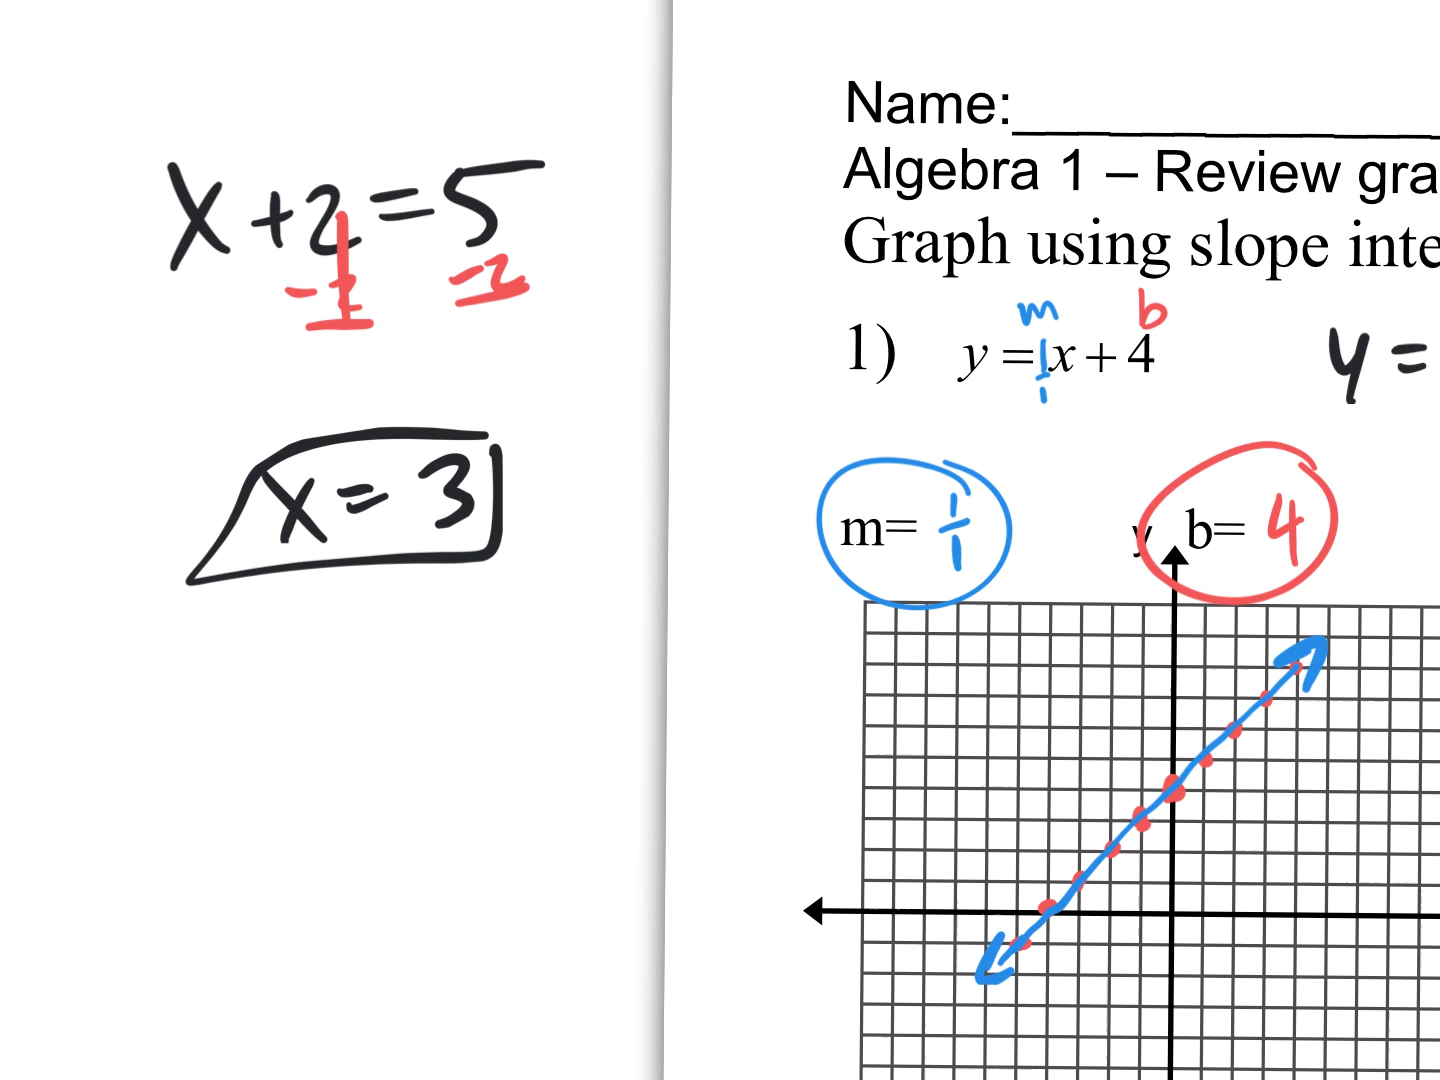 x + 2 = 5
-2 -2
x = 3
Name:
Algebra 1 – Review gra
Graph using slope inte
m b
1) y = 1/1 x + 4 y =
m= 1/1 y b= 4